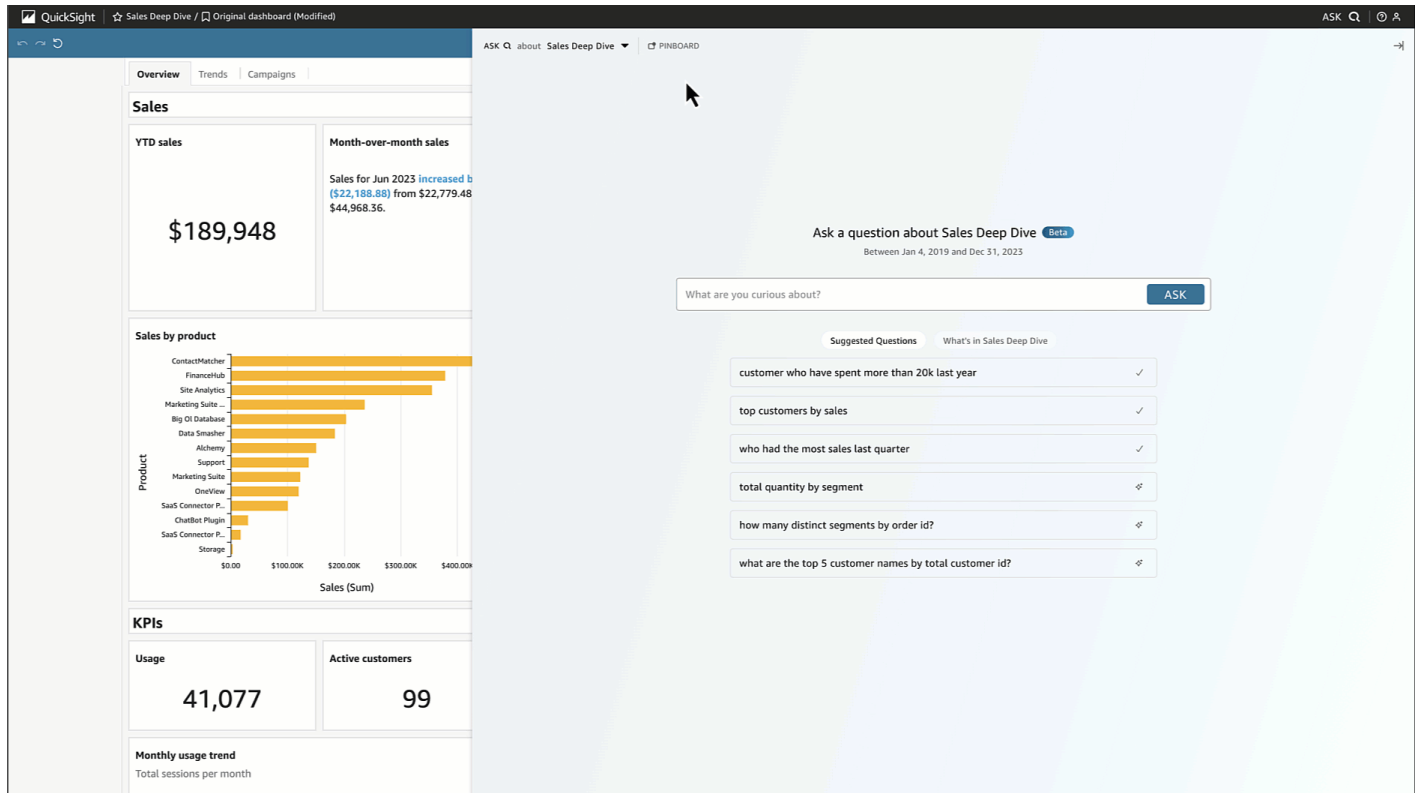 QuickSight
Sales Deep Dive / Original dashboard (Modified)
ASK
ASK about Sales Deep Dive
PINBOARD
Overview
Trends
Campaigns
Sales
YTD sales
$189,948
Month-over-month sales
Sales for Jun 2023 increased b
($22,188.88) from $22,779.48
$44,968.36.
Sales by product
Product
ContactMatcher
FinanceHub
Site Analytics
Marketing Suite ...
Big Ol Database
Data Smasher
Alchemy
Support
Marketing Suite
OneView
SaaS Connector P...
ChatBot Plugin
SaaS Connector P...
Storage
$0.00 $100.00K $200.00K $300.00K $400.00K
Sales (Sum)
KPIs
Usage
41,077
Active customers
99
Monthly usage trend
Total sessions per month
Ask a question about Sales Deep Dive Beta
Between Jan 4, 2019 and Dec 31, 2023
What are you curious about?
ASK
Suggested Questions
What's in Sales Deep Dive
customer who have spent more than 20k last year
top customers by sales
who had the most sales last quarter
total quantity by segment
how many distinct segments by order id?
what are the top 5 customer names by total customer id?